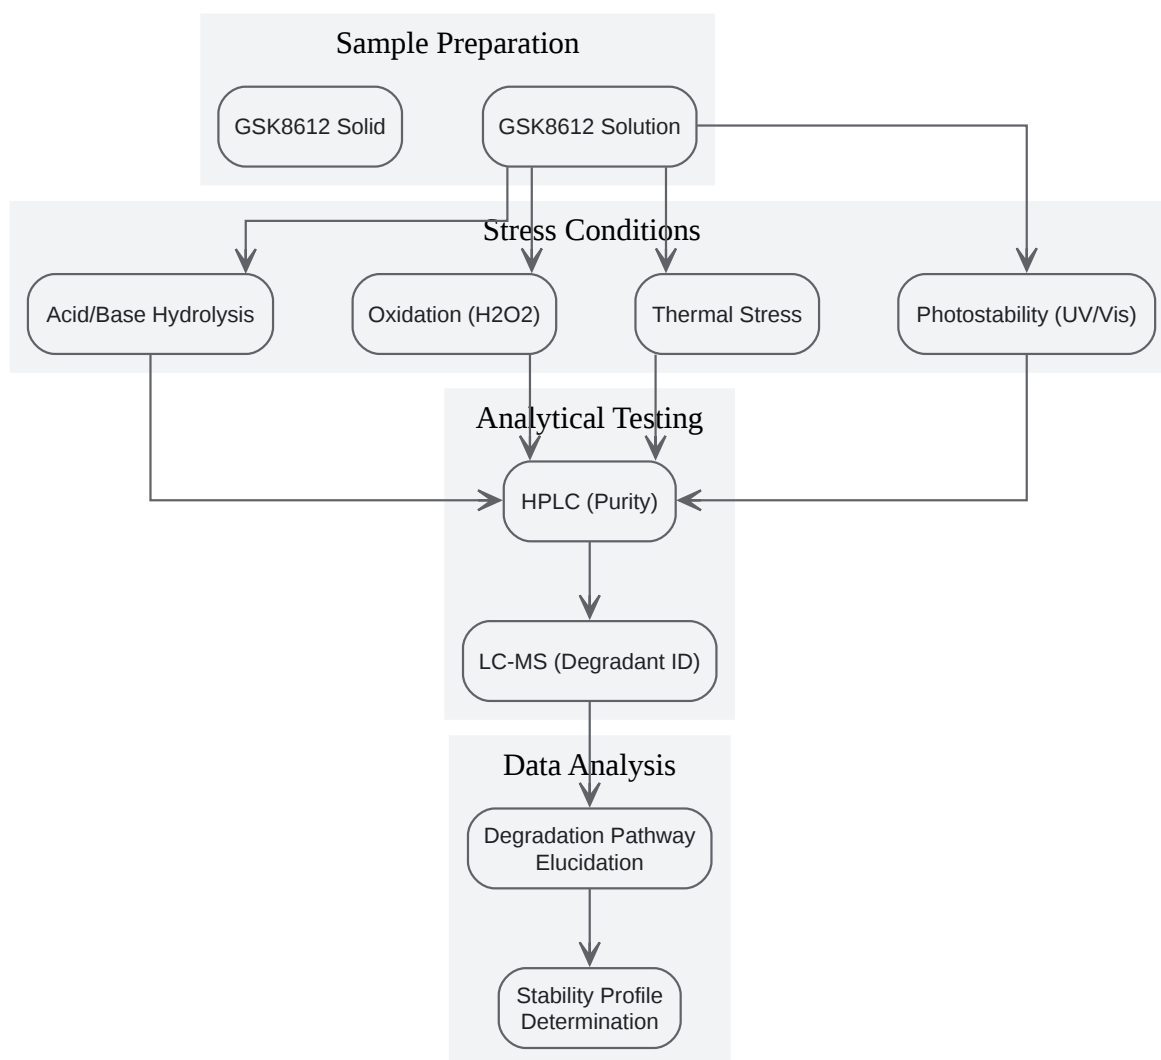 Sample Preparation
GSK8612 Solid
GSK8612 Solution
Stress Conditions
Acid/Base Hydrolysis
Oxidation (H2O2)
Thermal Stress
Photostability (UV/Vis)
Analytical Testing
HPLC (Purity)
LC-MS (Degradant ID)
Data Analysis
Degradation Pathway
Elucidation
Stability Profile
Determination